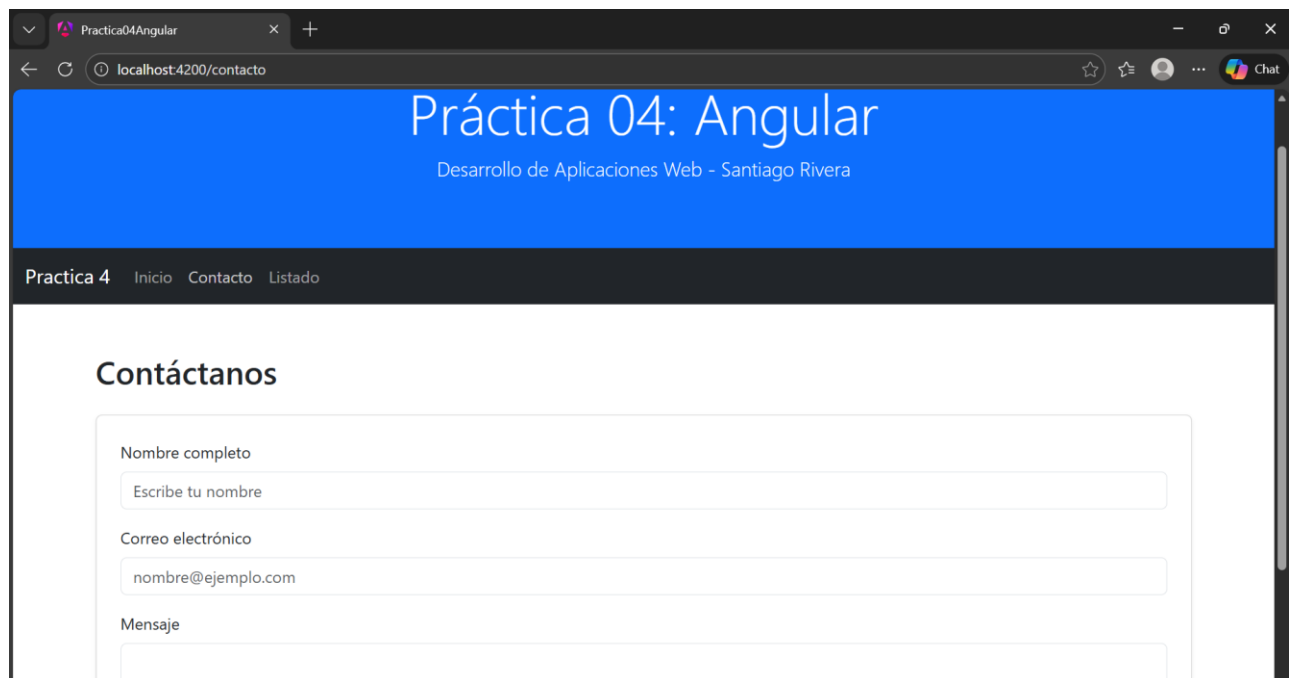 Practica04Angular
localhost:4200/contacto
Chat
Práctica 04: Angular
Desarrollo de Aplicaciones Web - Santiago Rivera
Practica 4 Inicio Contacto Listado
Contáctanos
Nombre completo
Escribe tu nombre
Correo electrónico
nombre@ejemplo.com
Mensaje